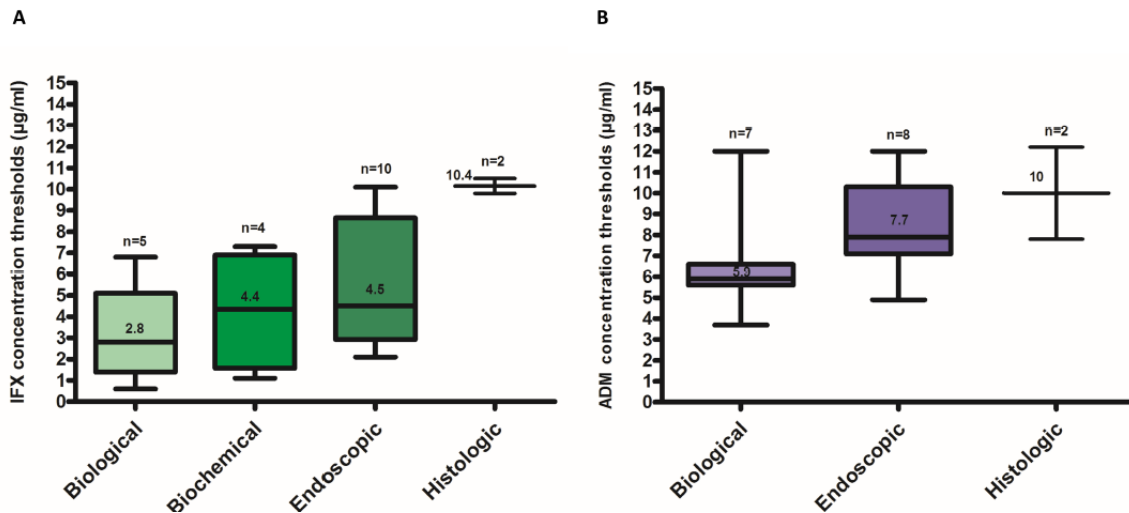 A
B
IFX concentration thresholds (µg/ml)
15
14
13
12
11
10
9
8
7
6
5
4
3
2
1
0
n=5
n=4
n=10
n=2
2.8
4.4
4.5
10.4
Biological
Biochemical
Endoscopic
Histologic
ADM concentration thresholds (µg/ml)
15
14
13
12
11
10
9
8
7
6
5
4
3
2
1
0
n=7
n=8
n=2
5.9
7.7
10
Biological
Endoscopic
Histologic